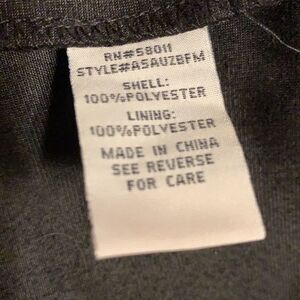 RN#58011
STYLE#A5AUZBFM
SHELL:
100%POLYESTER
LINING:
100%POLYESTER
MADE IN CHINA
SEE REVERSE
FOR CARE